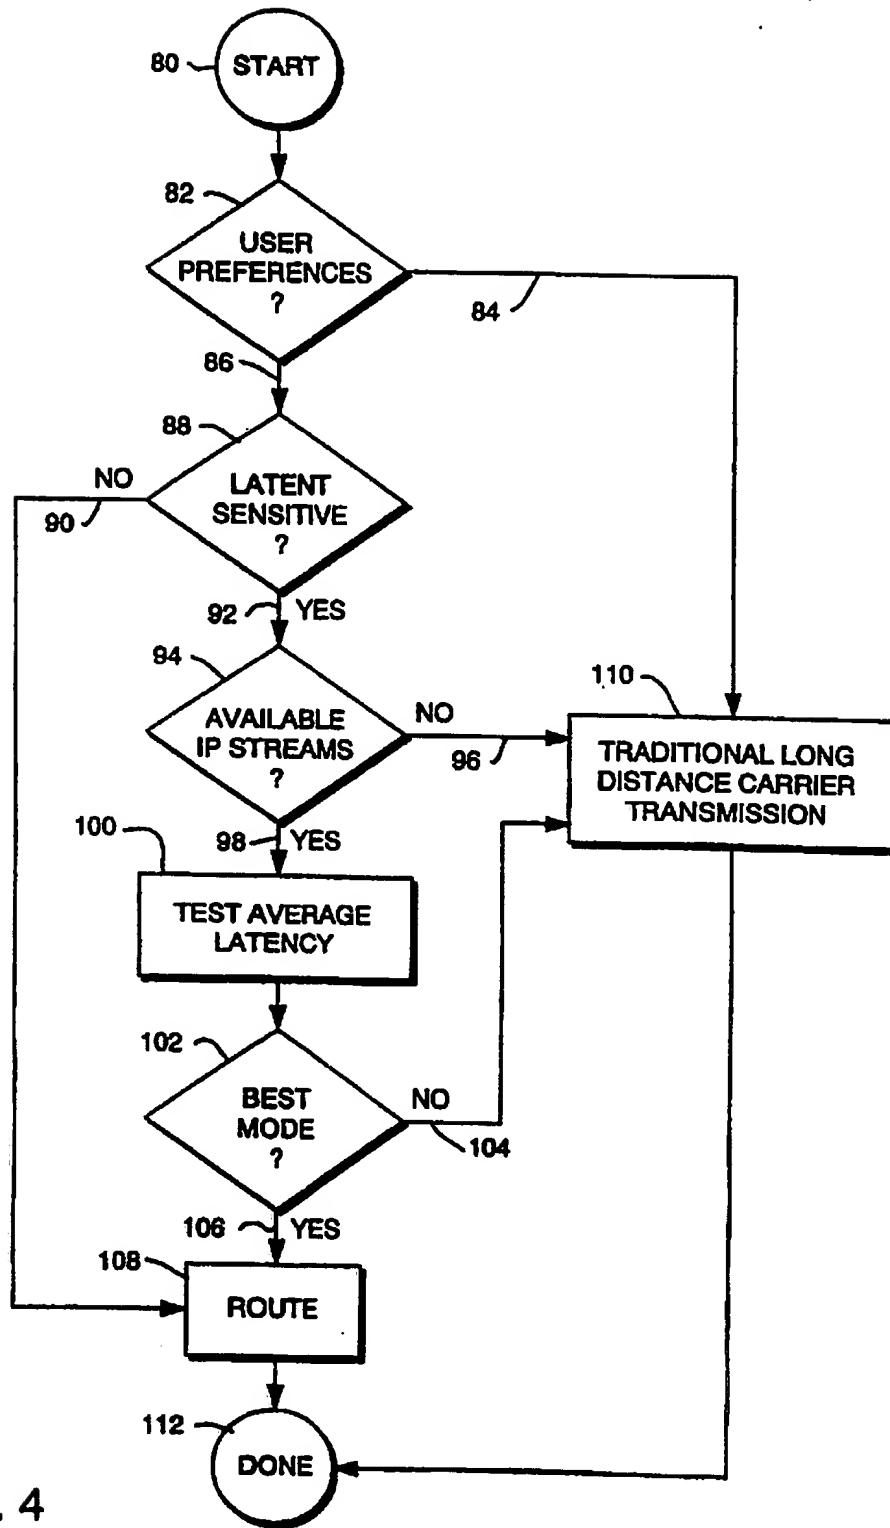 80
START
82
USER
PREFERENCES
?
84
86
88
LATENT
SENSITIVE
?
NO
90
92
YES
94
AVAILABLE
IP STREAMS
?
NO
96
110
TRADITIONAL LONG
DISTANCE CARRIER
TRANSMISSION
98
YES
100
TEST AVERAGE
LATENCY
102
BEST
MODE
?
NO
104
106
YES
108
ROUTE
112
DONE
. 4